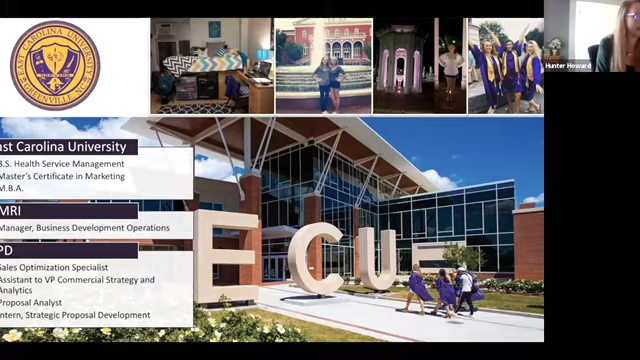 EAST CAROLINA UNIVERSITY
GREENVILLE, NC
SERVIRE
Hunter Howard
ast Carolina University
B.S. Health Service Management
Master's Certificate in Marketing
M.B.A.
MRI
Manager, Business Development Operations
PD
Sales Optimization Specialist
Assistant to VP Commercial Strategy and
Analytics
Proposal Analyst
Intern, Strategic Proposal Development
ECU